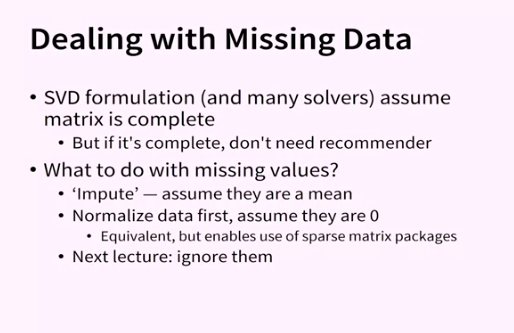 Dealing with Missing Data
• SVD formulation (and many solvers) assume
matrix is complete
• But if it's complete, don't need recommender
• What to do with missing values?
• ‘Impute’ — assume they are a mean
• Normalize data first, assume they are 0
• Equivalent, but enables use of sparse matrix packages
• Next lecture: ignore them